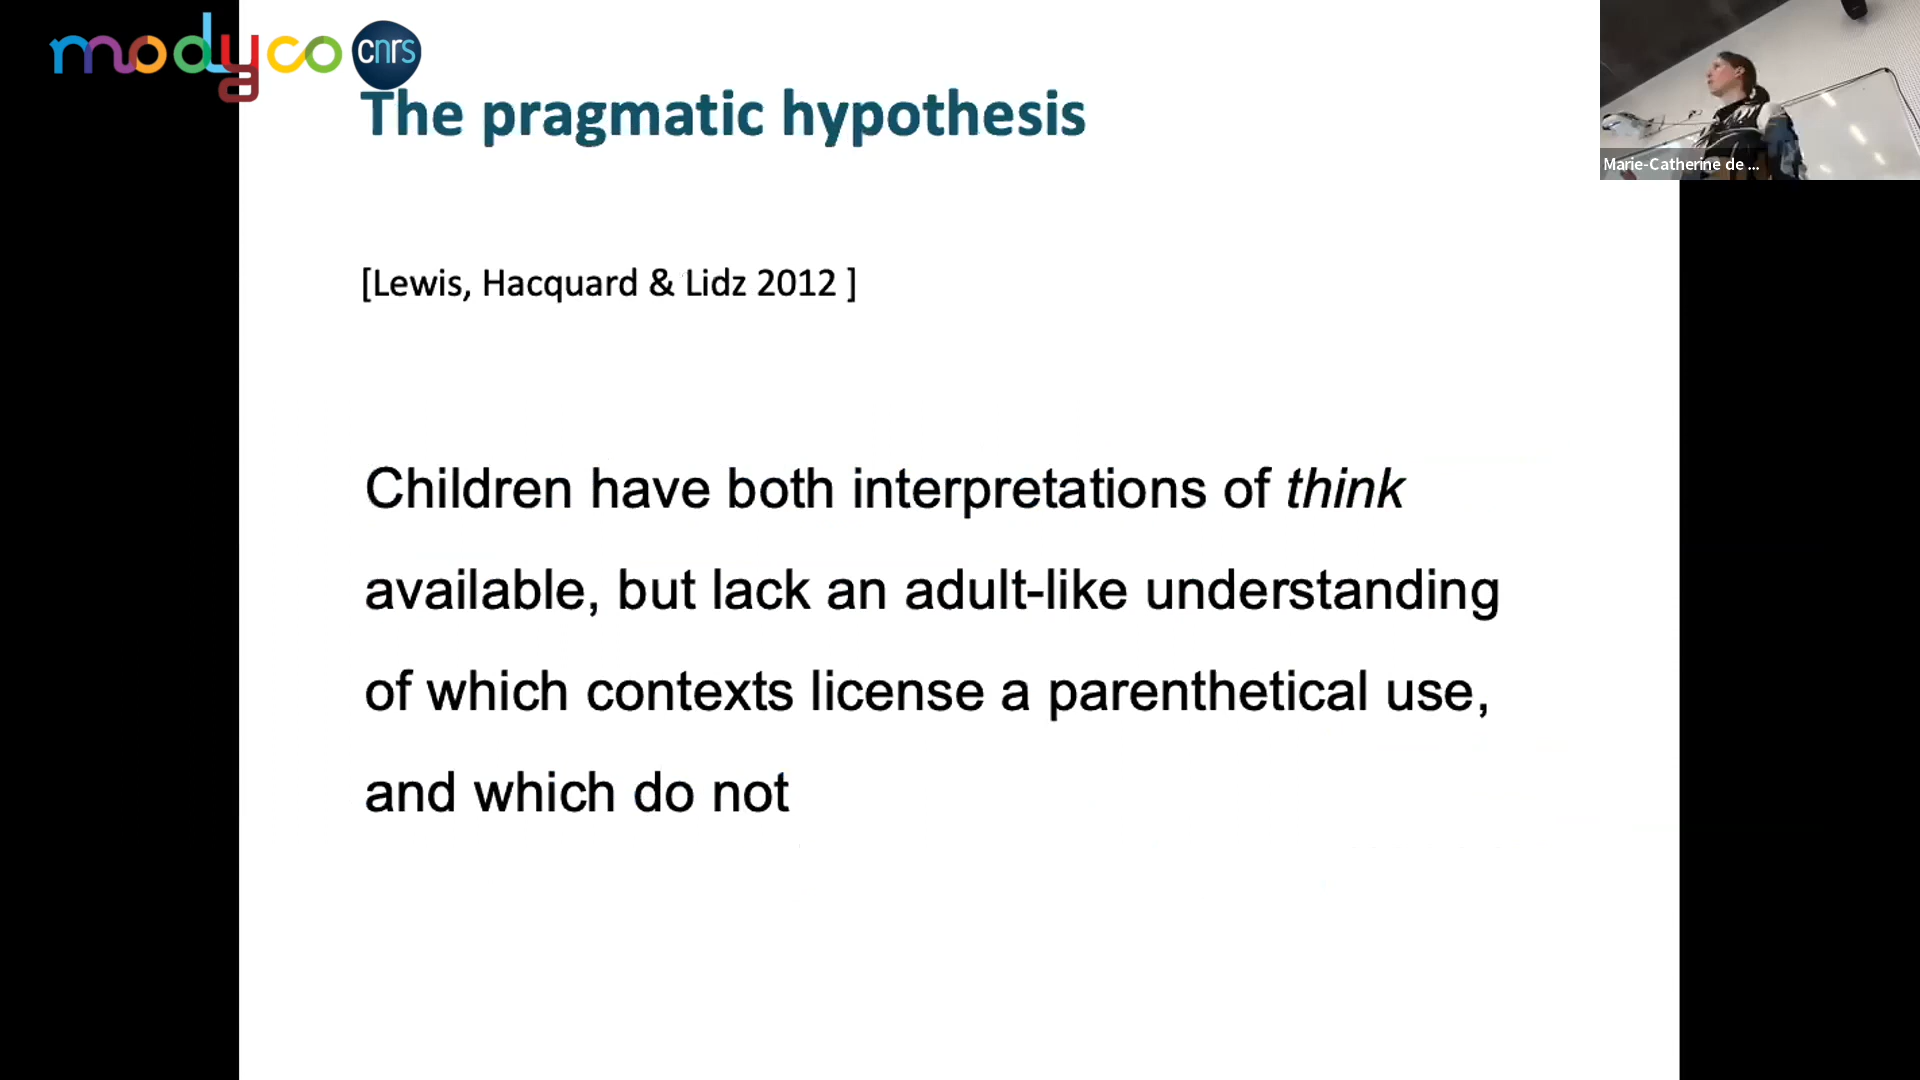 modyco
cnrs
The pragmatic hypothesis
Marie-Catherine de ...
[Lewis, Hacquard & Lidz 2012 ]
Children have both interpretations of think
available, but lack an adult-like understanding
of which contexts license a parenthetical use,
and which do not